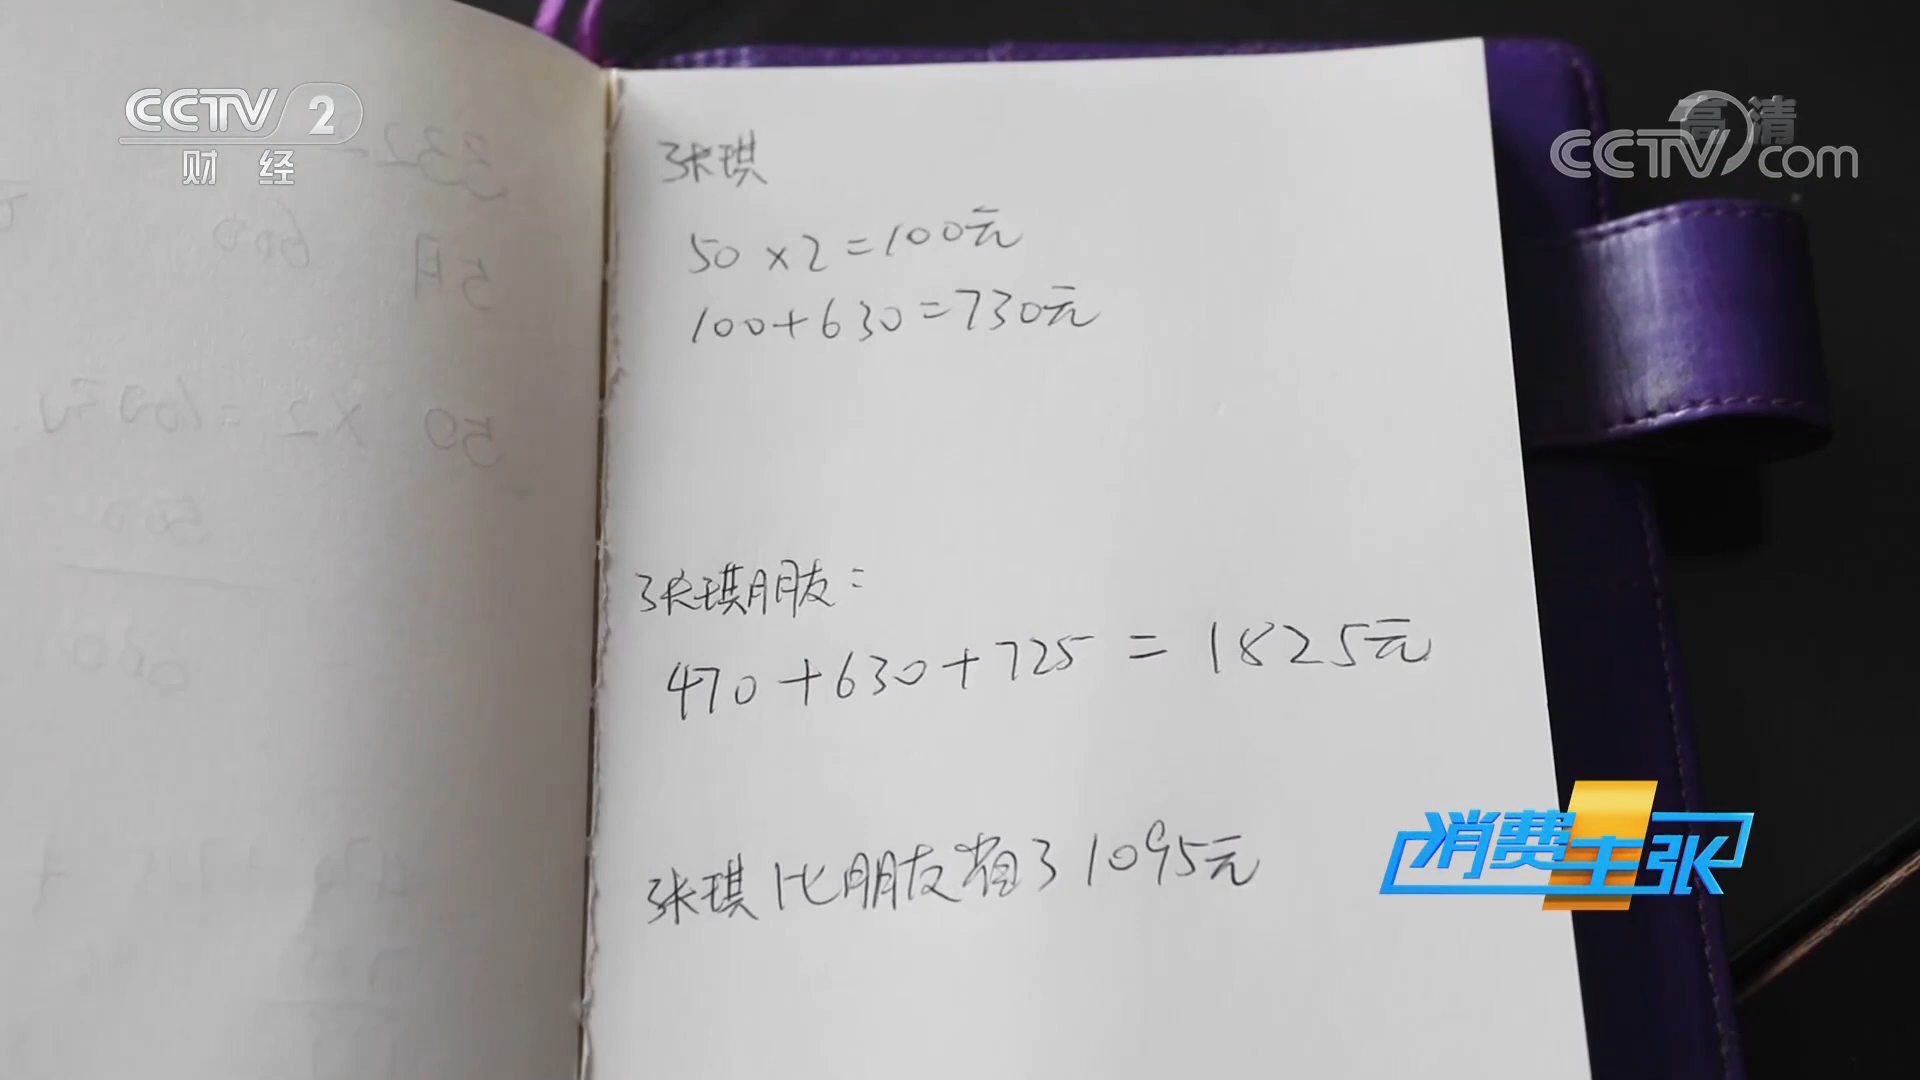 CCTV 2
财经
高清
CCTV.com
张琪
50×2=100元
100+630=730元
张琪朋友:
470+630+725=1825元
张琪比朋友省了1095元
消费主张